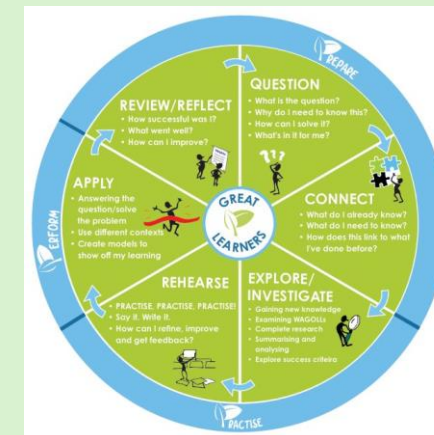 PREPARE
QUESTION
• What is the question?
• Why do I need to know this?
• How can I solve it?
• What's in it for me?
CONNECT
• What do I already know?
• What do I need to know?
• How does this link to what
I've done before?
EXPLORE/
INVESTIGATE
• Gaining new knowledge
• Examining WAGOLLs
• Complete research
• Summarising and
analysing
• Explore success criteria
PRACTISE
REHEARSE
• PRACTISE, PRACTISE, PRACTISE!
• Say it. Write it.
• How can I refine, improve
and get feedback?
APPLY
• Answering the
question/solve
the problem
• Use different contexts
• Create models to
show off my learning
PERFORM
REVIEW/REFLECT
• How successful was I?
• What went well?
• How can I improve?
GREAT
LEARNERS